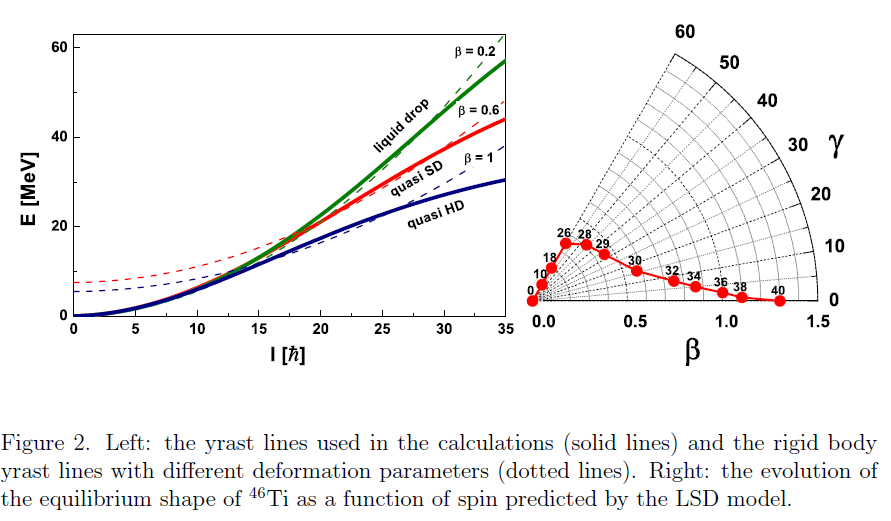 60
40
20
0
E [MeV]
0
5
10
15
20
25
30
35
I [ħ]
β = 0.2
β = 0.6
β = 1
liquid drop
quasi SD
quasi HD
60
50
40
30
20
10
0
γ
0
10
18
26
28
29
30
32
34
36
38
40
0.0
0.5
1.0
1.5
β
Figure 2. Left: the yrast lines used in the calculations (solid lines) and the rigid body
yrast lines with different deformation parameters (dotted lines). Right: the evolution of
the equilibrium shape of ⁴⁶Ti as a function of spin predicted by the LSD model.